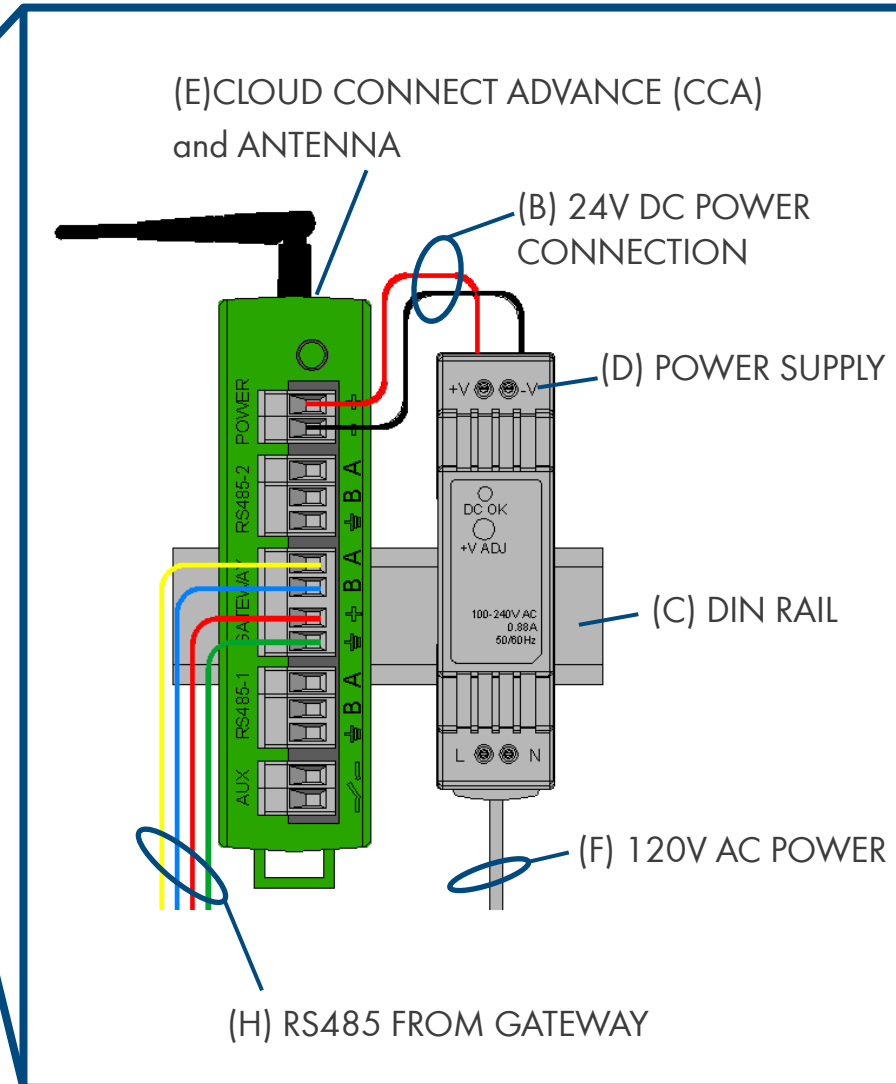 (E)CLOUD CONNECT ADVANCE (CCA)
and ANTENNA
(B) 24V DC POWER
CONNECTION
(D) POWER SUPPLY
POWER
+
-
+V
-V
RS485-2
A
B
DC OK
+V ADJ
GATEWAY
A
B
+
100-240V AC
0.88A
50/60Hz
(C) DIN RAIL
RS485-1
A
B
L
N
AUX
(F) 120V AC POWER
(H) RS485 FROM GATEWAY